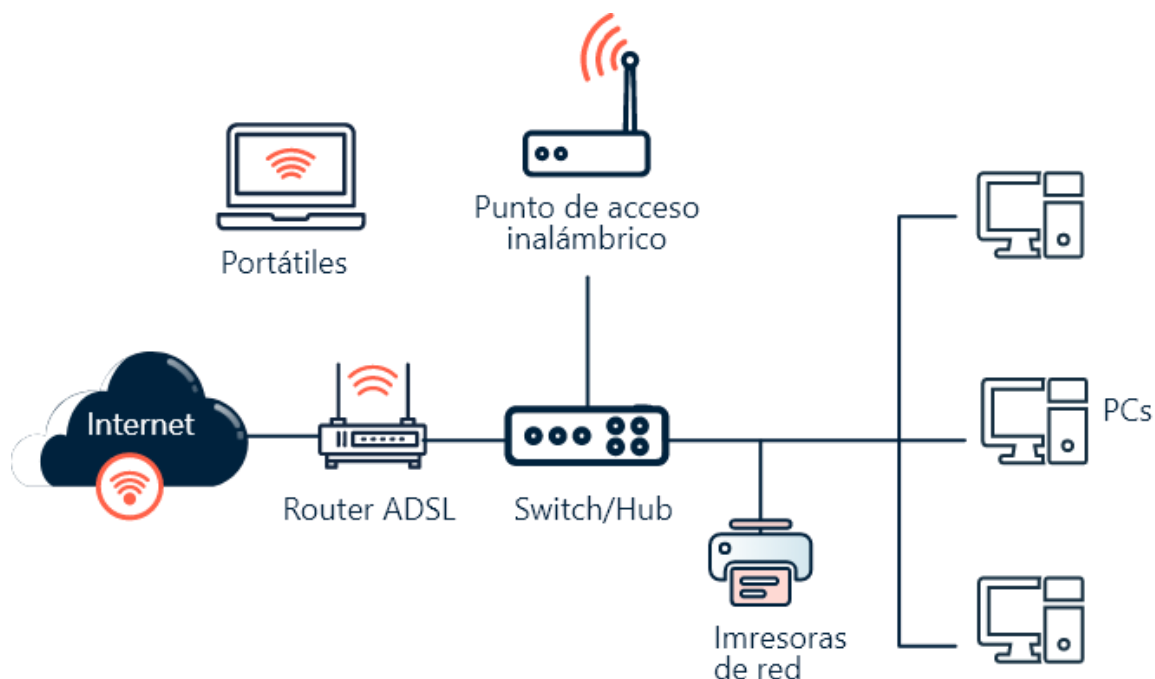 Punto de acceso
inalámbrico
Portátiles
Internet
PCs
Router ADSL
Switch/Hub
Imresoras
de red